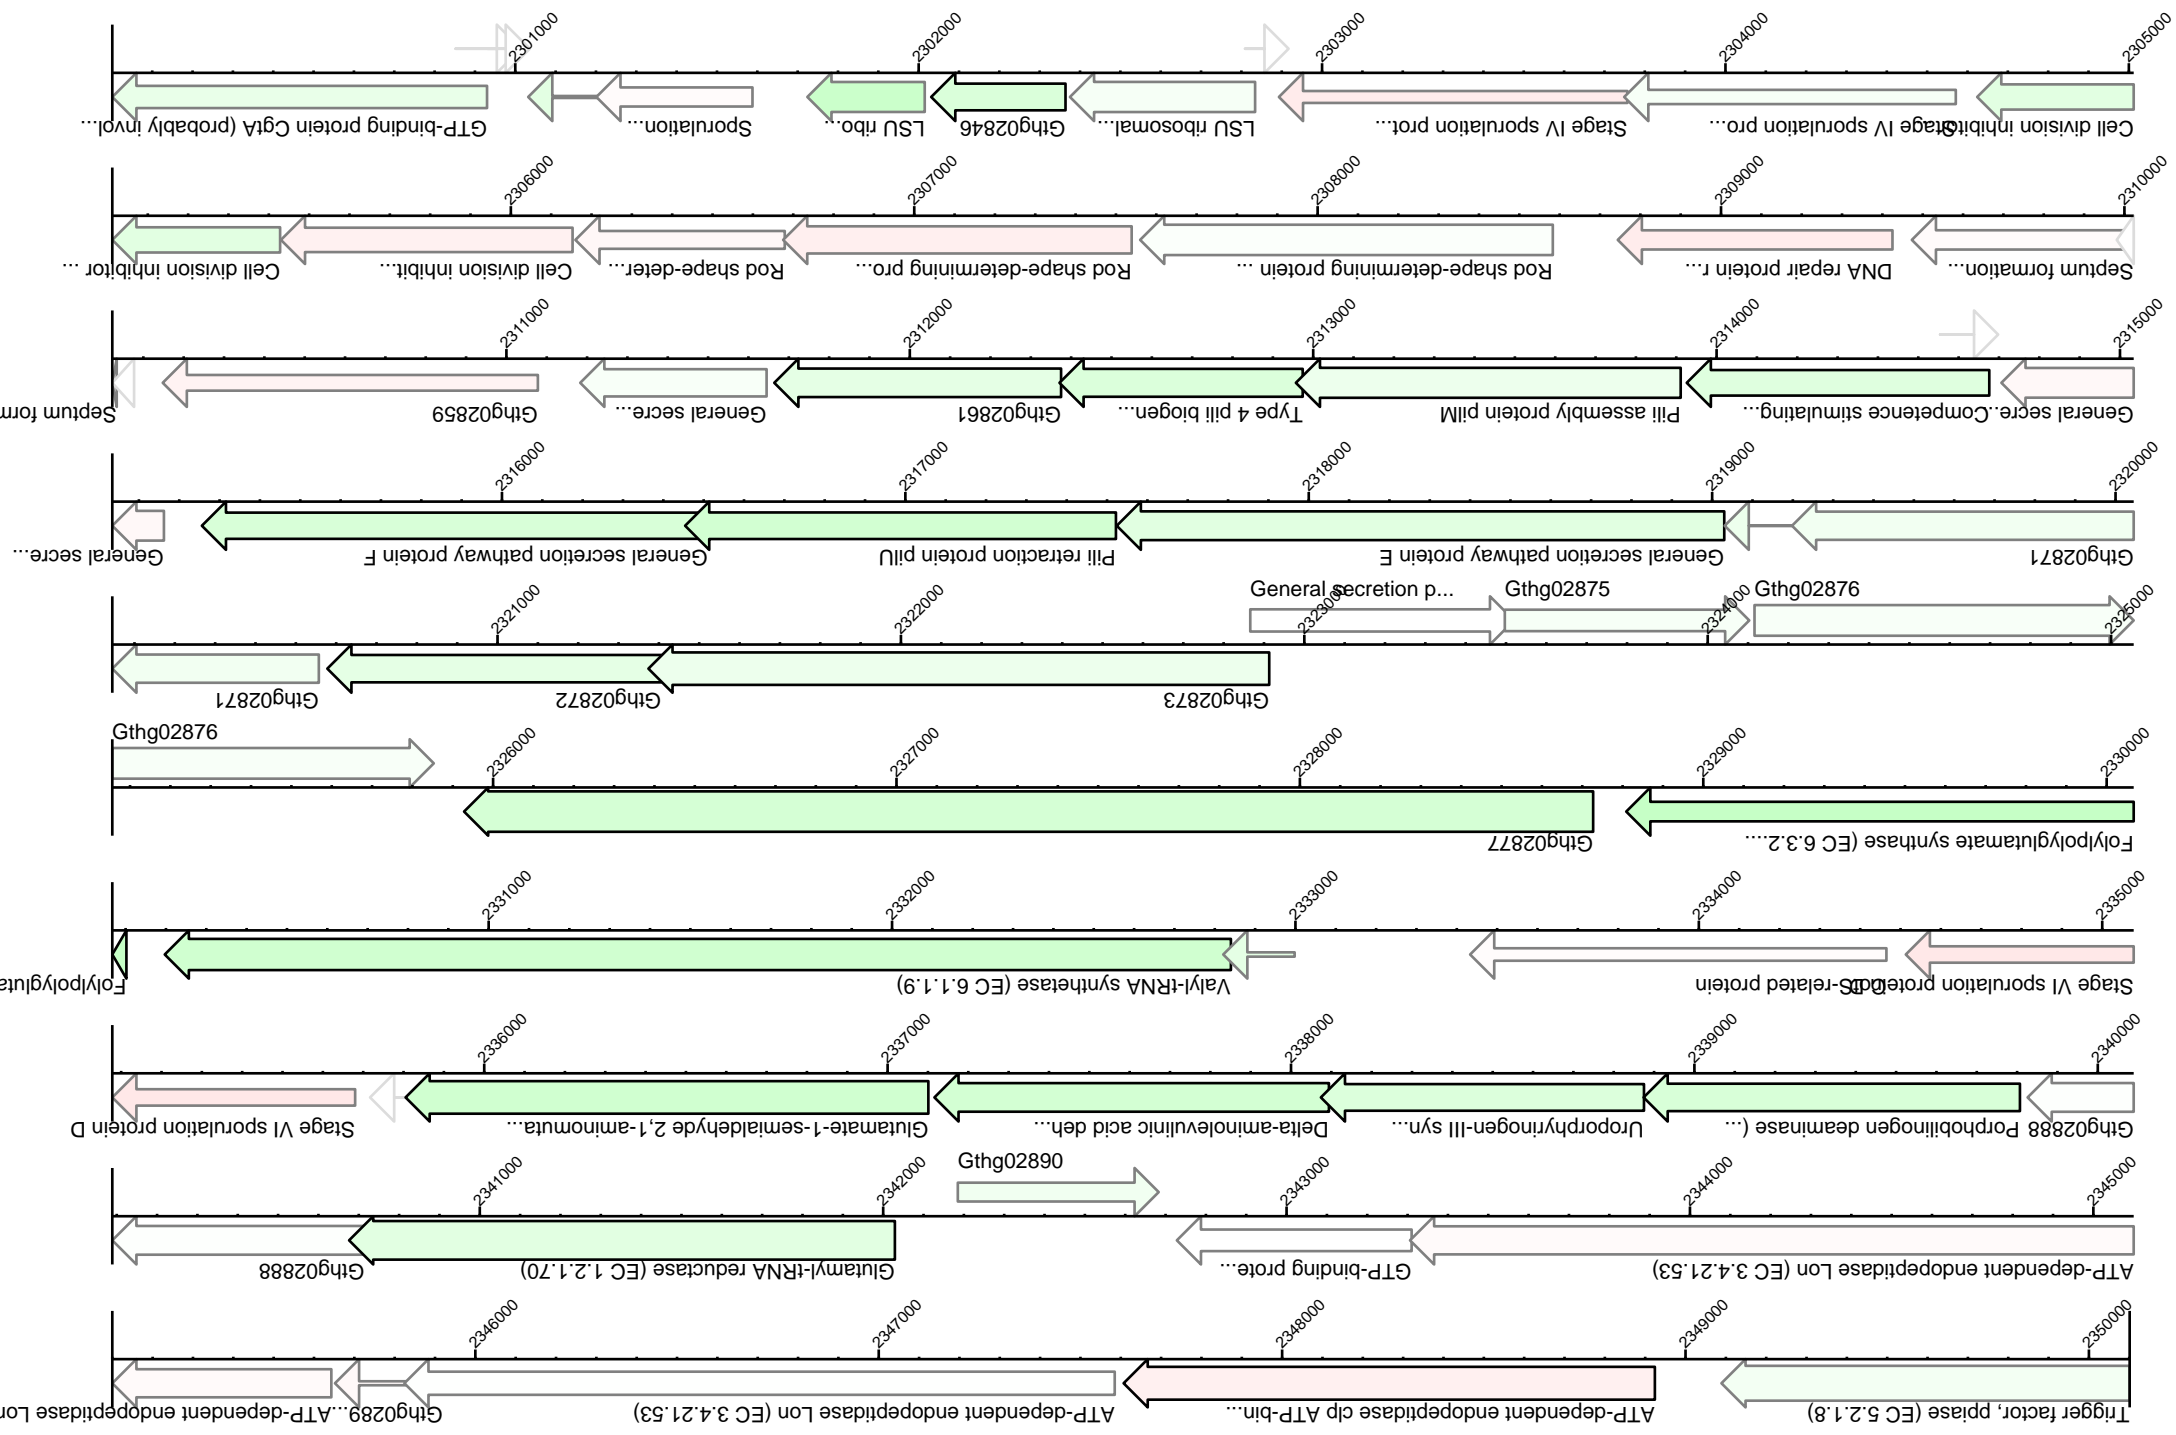 2301000 2302000 2303000 2304000 2305000
GTP-binding protein CgtA (probably) invol... Sporulation... LSU ribo... Gthg02846 LSU ribosomal... Stage IV sporulation prot... Stage IV sporulation pro... Cell division inhibitor
2306000 2307000 2308000 2309000 2310000
Cell division inhibitor ... Cell division inhibit... Rod shape-deter... Rod shape-determining pro... Rod shape-determining protein ... DNA repair protein r... Septum formation...
2311000 2312000 2313000 2314000 2315000
Septum form Gthg02859 General secre... Gthg02861 Type 4 pili biogen... Pili assembly protein pilM Competence stimulating... General secre...
2316000 2317000 2318000 2319000 2320000
General secre... General secretion pathway protein F Pili retraction protein pilU General secretion pathway protein E Gthg02871
General secretion p... Gthg02875 Gthg02876
2321000 2322000 2323000 2324000 2325000
Gthg02871 Gthg02872 Gthg02873
Gthg02876
2326000 2327000 2328000 2329000 2330000
Gthg02877 Folylpolyglutamate synthase (EC 6.3.2....
2331000 2332000 2333000 2334000 2335000
Folylpolygluta Valyl-tRNA synthetase (EC 6.1.1.9) -related protein Stage VI sporulation protein D
2336000 2337000 2338000 2339000 2340000
Stage VI sporulation protein D Glutamate-1-semialdehyde 2,1-aminomuta... Delta-aminolevulinic acid deh... Uroporphyrinogen-III syn... Porphobilinogen deaminase (... Gthg02888
Gthg02890
2341000 2342000 2343000 2344000 2345000
Gthg02888 Glutamyl-tRNA reductase (EC 1.2.1.70) GTP-binding prote... ATP-dependent endopeptidase Lon (EC 3.4.21.53)
2346000 2347000 2348000 2349000 2350000
ATP-dependent endopeptidase Lon Gthg0289... ATP-dependent endopeptidase Lon (EC 3.4.21.53) ATP-dependent endopeptidase clp ATP-bin... Trigger factor, ppiase (EC 5.2.1.8)